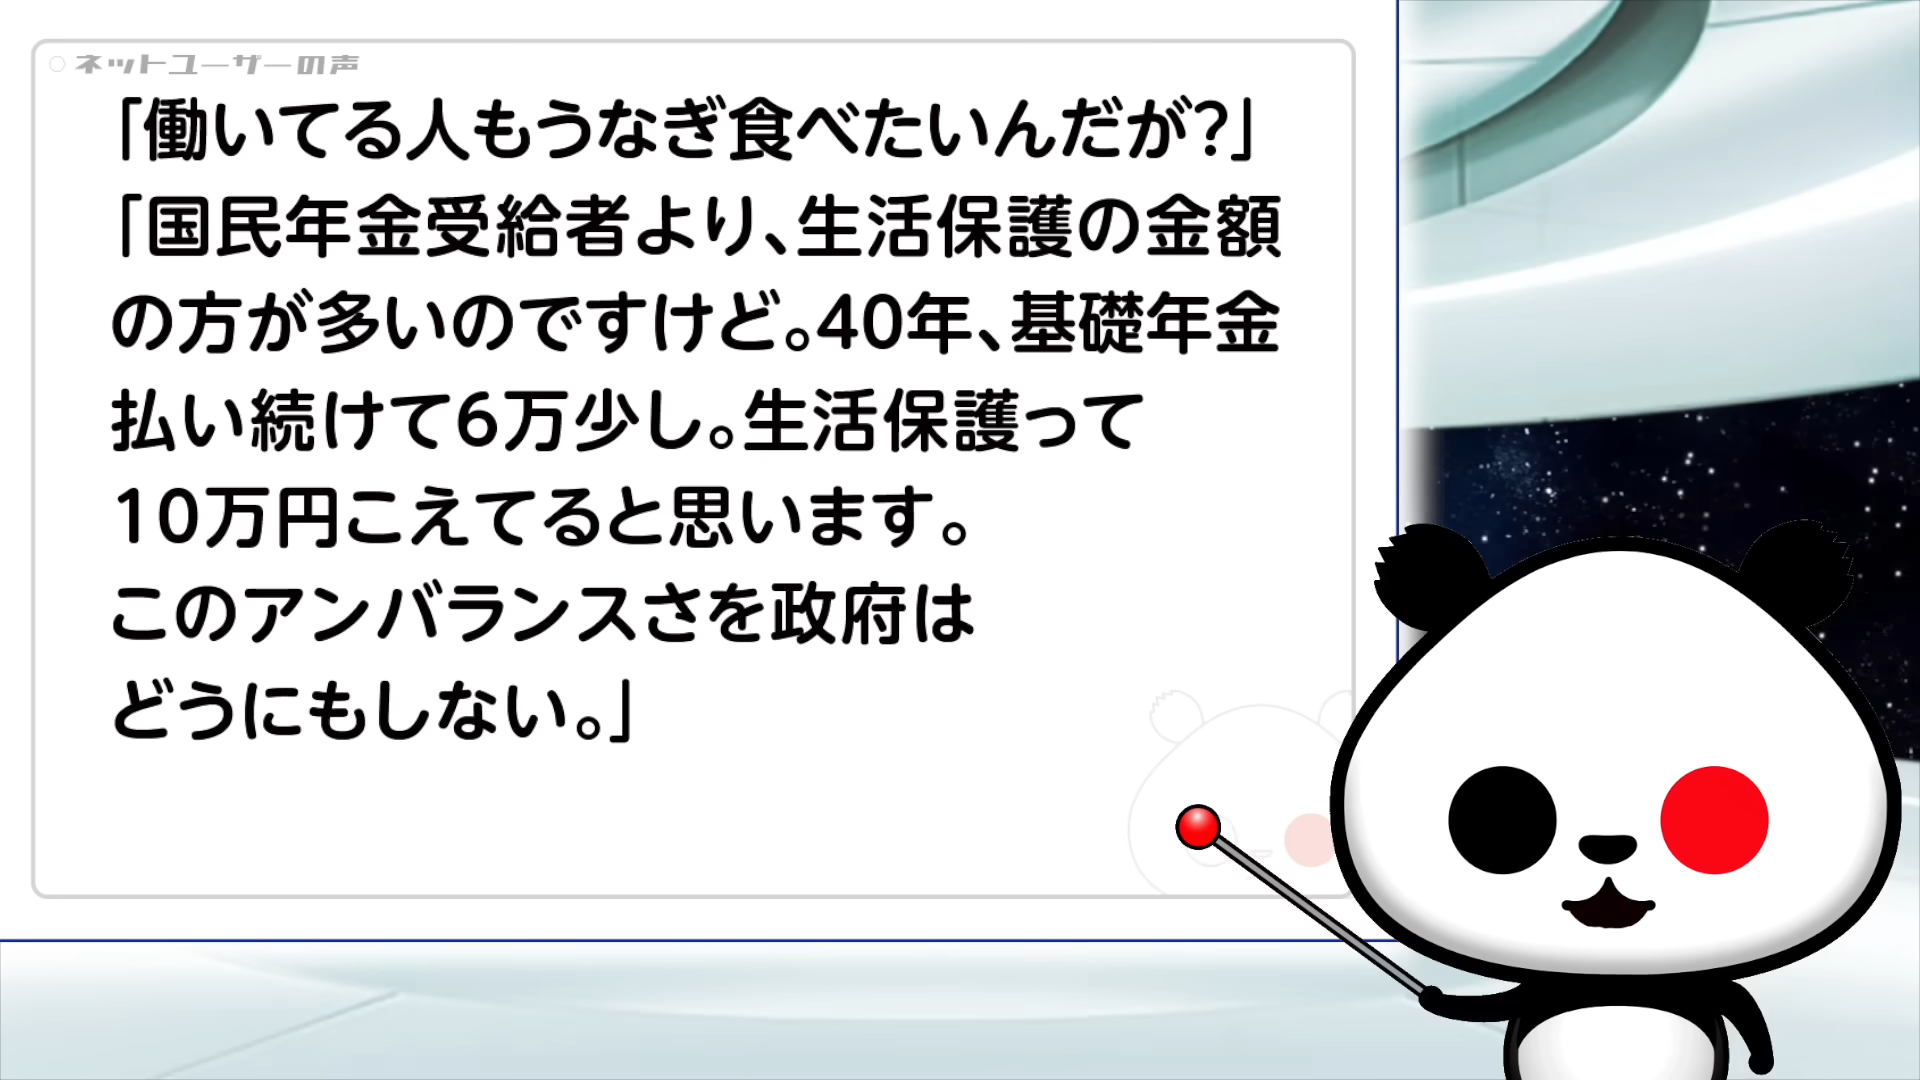 ネットユーザーの声
「働いてる人もうなぎ食べたいんだが？」
「国民年金受給者より、生活保護の金額
の方が多いのですけど。40年、基礎年金
払い続けて6万少し。生活保護って
10万円こえてると思います。
このアンバランスさを政府は
どうにもしない。」